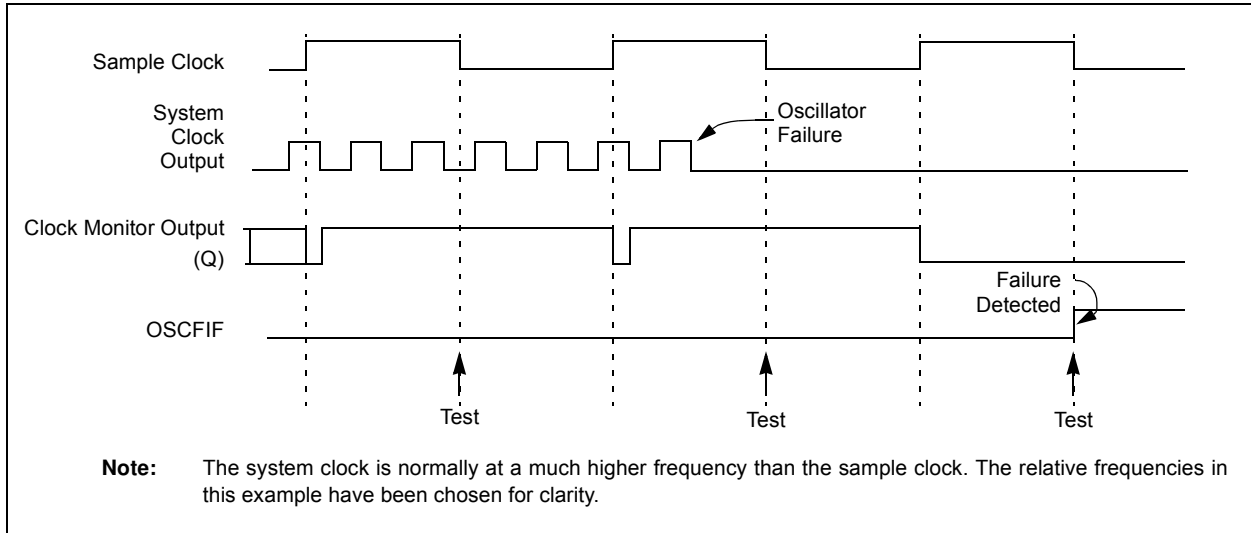 Sample Clock
System
Clock
Output
Oscillator
Failure
Clock Monitor Output
(Q)
Failure
Detected
OSCFIF
Test
Test
Test
Note: The system clock is normally at a much higher frequency than the sample clock. The relative frequencies in
this example have been chosen for clarity.